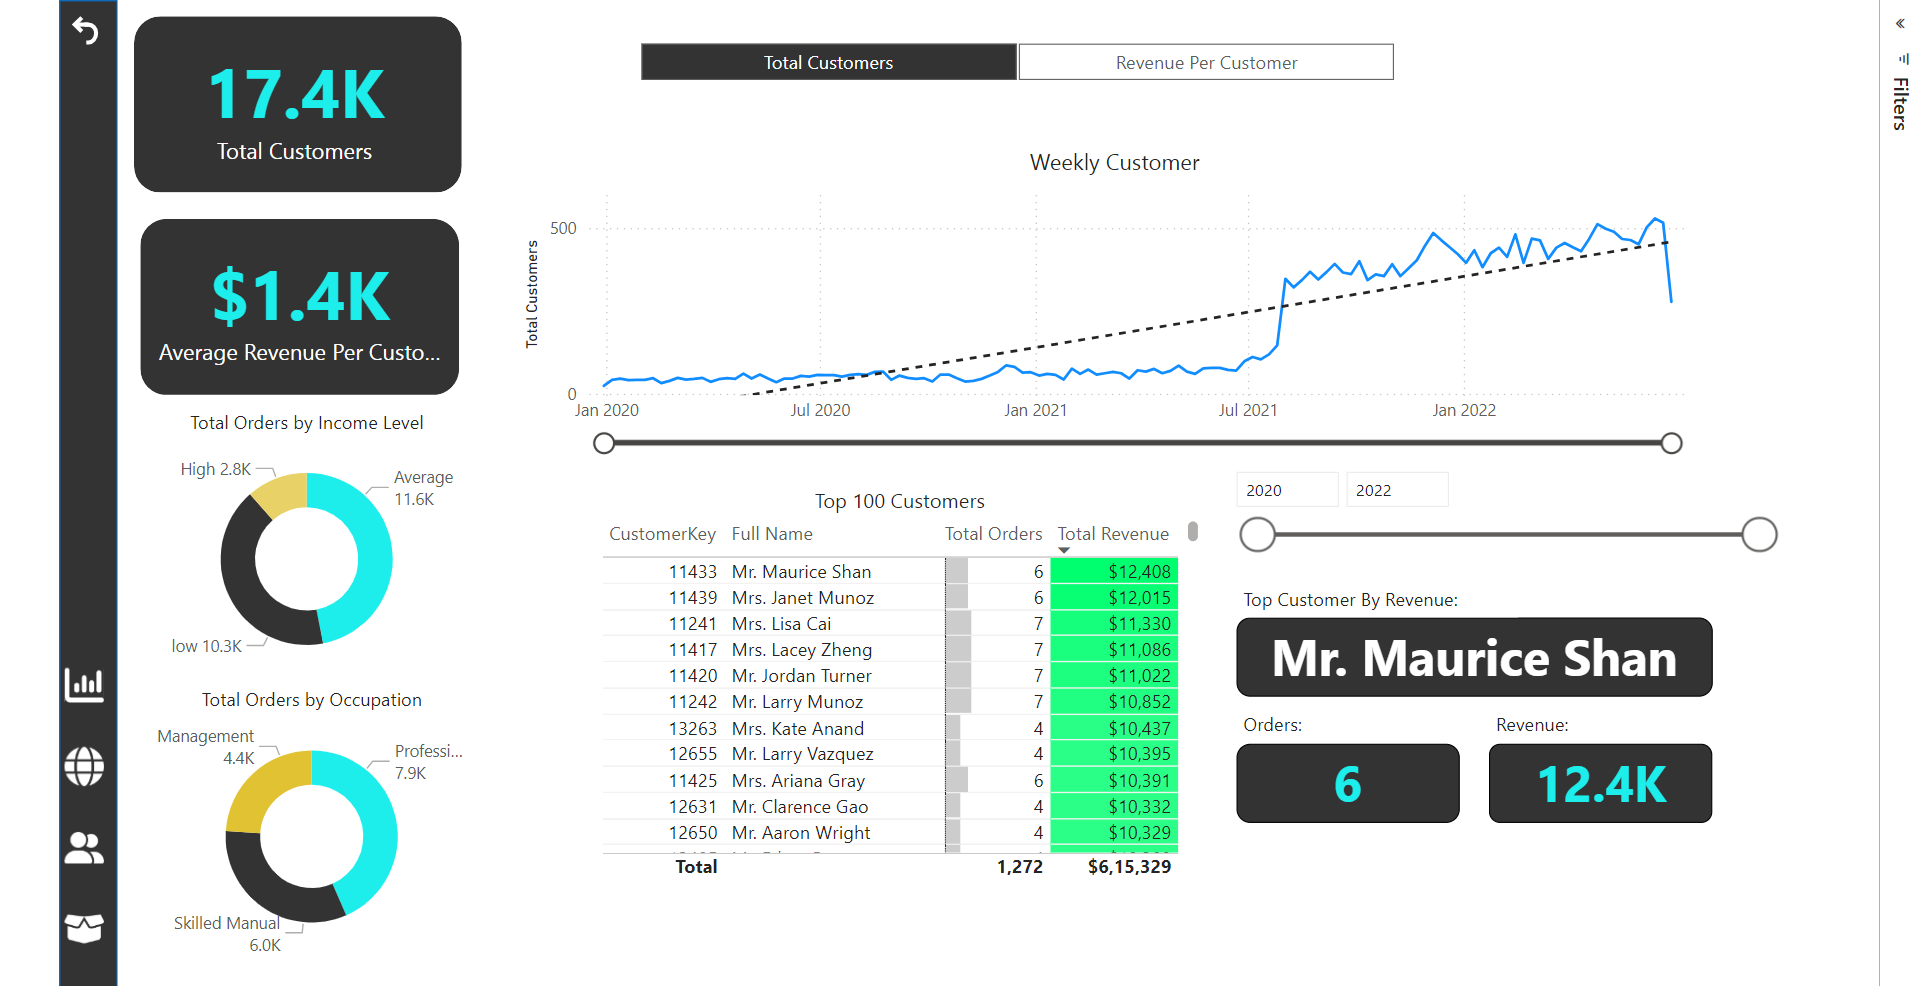 17.4K
Total Customers
$1.4K
Average Revenue Per Custo...
Total Orders by Income Level
High 2.8K
Average
11.6K
low 10.3K
Total Orders by Occupation
Management
4.4K
Professi...
7.9K
Skilled Manual
6.0K
Total Customers
Revenue Per Customer
Weekly Customer
Total Customers
500
0
Jan 2020
Jul 2020
Jan 2021
Jul 2021
Jan 2022
Top 100 Customers
CustomerKey Full Name Total Orders Total Revenue
11433 Mr. Maurice Shan 6 $12,408
11439 Mrs. Janet Munoz 6 $12,015
11241 Mrs. Lisa Cai 7 $11,330
11417 Mrs. Lacey Zheng 7 $11,086
11420 Mr. Jordan Turner 7 $11,022
11242 Mr. Larry Munoz 7 $10,852
13263 Mrs. Kate Anand 4 $10,437
12655 Mr. Larry Vazquez 4 $10,395
11425 Mrs. Ariana Gray 6 $10,391
12631 Mr. Clarence Gao 4 $10,332
12650 Mr. Aaron Wright 4 $10,329
Total 1,272 $6,15,329
2020
2022
Top Customer By Revenue:
Mr. Maurice Shan
Orders:
6
Revenue:
12.4K
Filters